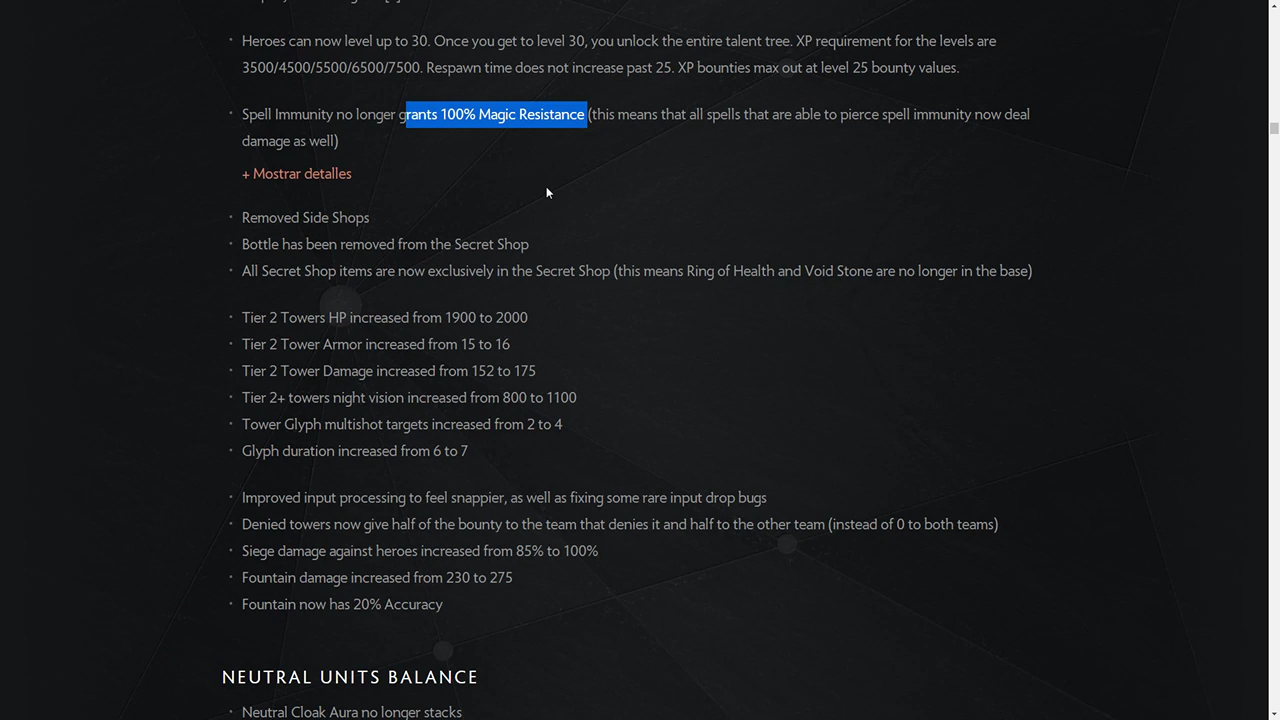 Heroes can now level up to 30. Once you get to level 30, you unlock the entire talent tree. XP requirement for the levels are
3500/4500/5500/6500/7500. Respawn time does not increase past 25. XP bounties max out at level 25 bounty values.
Spell Immunity no longer grants 100% Magic Resistance (this means that all spells that are able to pierce spell immunity now deal
damage as well)
+ Mostrar detalles
Removed Side Shops
Bottle has been removed from the Secret Shop
All Secret Shop items are now exclusively in the Secret Shop (this means Ring of Health and Void Stone are no longer in the base)
Tier 2 Towers HP increased from 1900 to 2000
Tier 2 Tower Armor increased from 15 to 16
Tier 2 Tower Damage increased from 152 to 175
Tier 2+ towers night vision increased from 800 to 1100
Tower Glyph multishot targets increased from 2 to 4
Glyph duration increased from 6 to 7
Improved input processing to feel snappier, as well as fixing some rare input drop bugs
Denied towers now give half of the bounty to the team that denies it and half to the other team (instead of 0 to both teams)
Siege damage against heroes increased from 85% to 100%
Fountain damage increased from 230 to 275
Fountain now has 20% Accuracy
NEUTRAL UNITS BALANCE
Neutral Cloak Aura no longer stacks